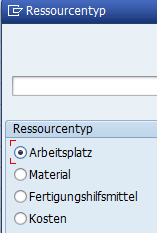 Ressourcentyp
Ressourcentyp
Arbeitsplatz
Material
Fertigungshilfsmittel
Kosten